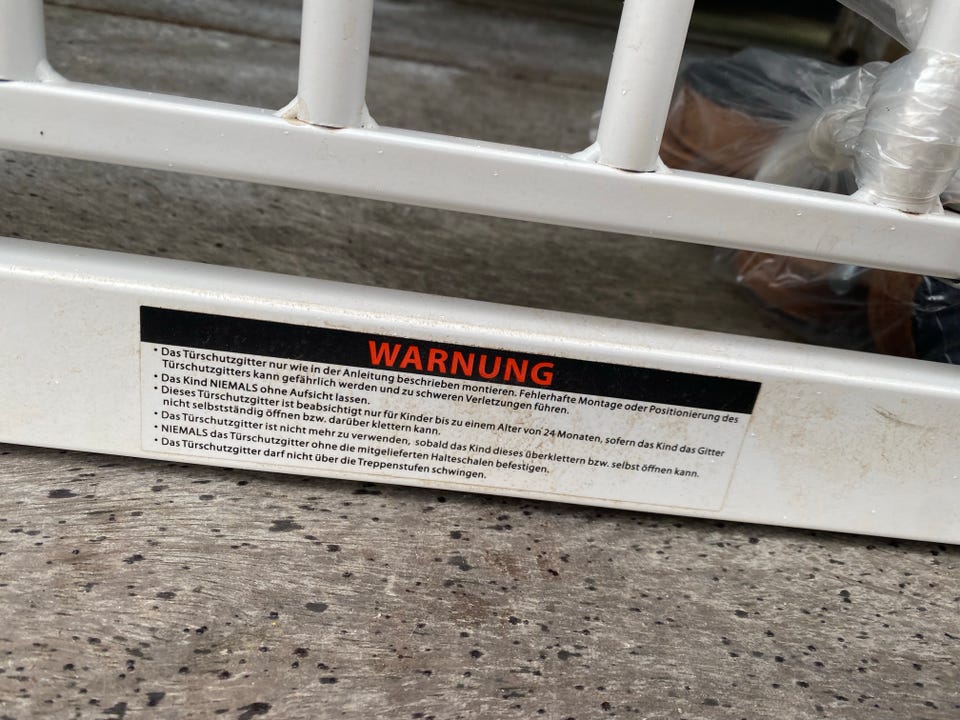 WARNUNG
• Das Türschutzgitter nur wie in der Anleitung beschrieben montieren. Fehlerhafte Montage oder Positionierung des
Türschutzgitters kann gefährlich werden und zu schweren Verletzungen führen.
• Das Kind NIEMALS ohne Aufsicht lassen.
• Dieses Türschutzgitter ist beabsichtigt nur für Kinder bis zu einem Alter von 24 Monaten, sofern das Kind das Gitter
nicht selbstständig öffnen bzw. darüber klettern kann.
• Das Türschutzgitter ist nicht mehr zu verwenden, sobald das Kind dieses überklettern bzw. selbst öffnen kann.
• NIEMALS das Türschutzgitter ohne die mitgelieferten Halteschalen befestigen.
• Das Türschutzgitter darf nicht über die Treppenstufen schwingen.